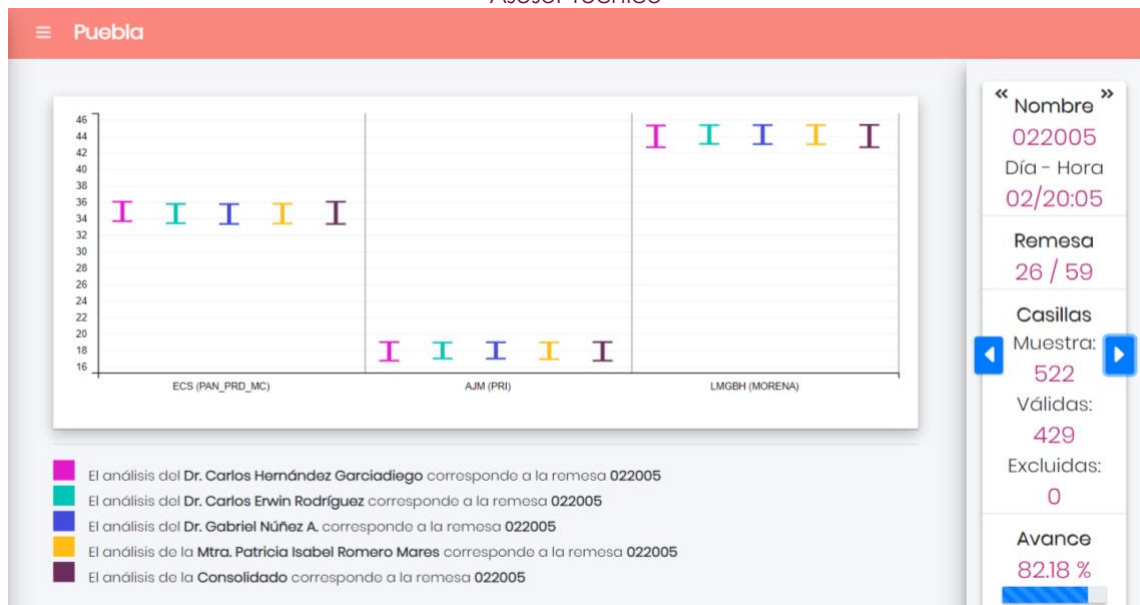 Asesor Técnico
Puebla
46
44
42
40
38
36
34
32
30
28
26
24
22
20
18
16
ECS (PAN_PRD_MC)
AJM (PRI)
LMGBH (MORENA)
El análisis del Dr. Carlos Hernández Garciadiego corresponde a la remesa 022005
El análisis del Dr. Carlos Erwin Rodríguez corresponde a la remesa 022005
El análisis del Dr. Gabriel Núñez A. corresponde a la remesa 022005
El análisis de la Mtra. Patricia Isabel Romero Mares corresponde a la remesa 022005
El análisis de la Consolidado corresponde a la remesa 022005
« Nombre »
022005
Día - Hora
02/20:05
Remesa
26 / 59
Casillas
Muestra:
522
Válidas:
429
Excluidas:
0
Avance
82.18 %